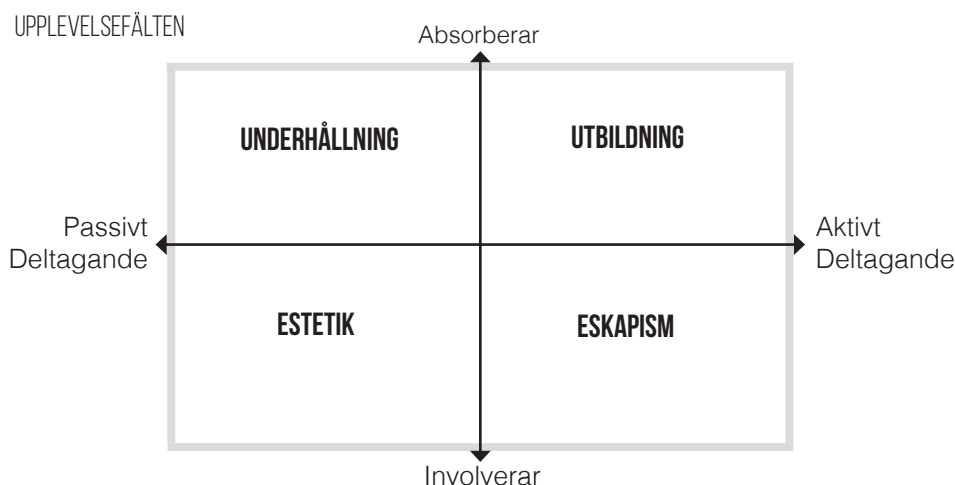 UPPLEVELSEFÄLTEN
Absorberar
UNDERHÅLLNING
UTBILDNING
Passivt
Deltagande
Aktivt
Deltagande
ESTETIK
ESKAPISM
Involverar